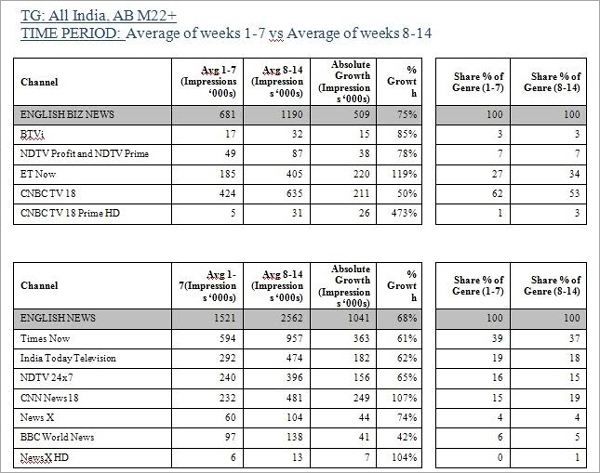 TG: All India, AB M22+
TIME PERIOD: Average of weeks 1-7 vs Average of weeks 8-14
Channel Avg 1-7 (Impressions ‘000s) Avg 8-14 (Impressions ‘000s) Absolute Growth (Impressions ‘000s) % Growth Share % of Genre (1-7) Share % of Genre (8-14)
ENGLISH BIZ NEWS 681 1190 509 75% 100 100
BTVi 17 32 15 85% 3 3
NDTV Profit and NDTV Prime 49 87 38 78% 7 7
ET Now 185 405 220 119% 27 34
CNBC TV 18 424 635 211 50% 62 53
CNBC TV 18 Prime HD 5 31 26 473% 1 3
Channel Avg 1-7(Impressions ‘000s) Avg 8-14 (Impressions ‘000s) Absolute Growth (Impressions ‘000s) % Growth Share % of Genre (1-7) Share % of Genre (8-14)
ENGLISH NEWS 1521 2562 1041 68% 100 100
Times Now 594 957 363 61% 39 37
India Today Television 292 474 182 62% 19 18
NDTV 24x7 240 396 156 65% 16 15
CNN News 18 232 481 249 107% 15 19
News X 60 104 44 74% 4 4
BBC World News 97 138 41 42% 6 5
NewsX HD 6 13 7 104% 0 1